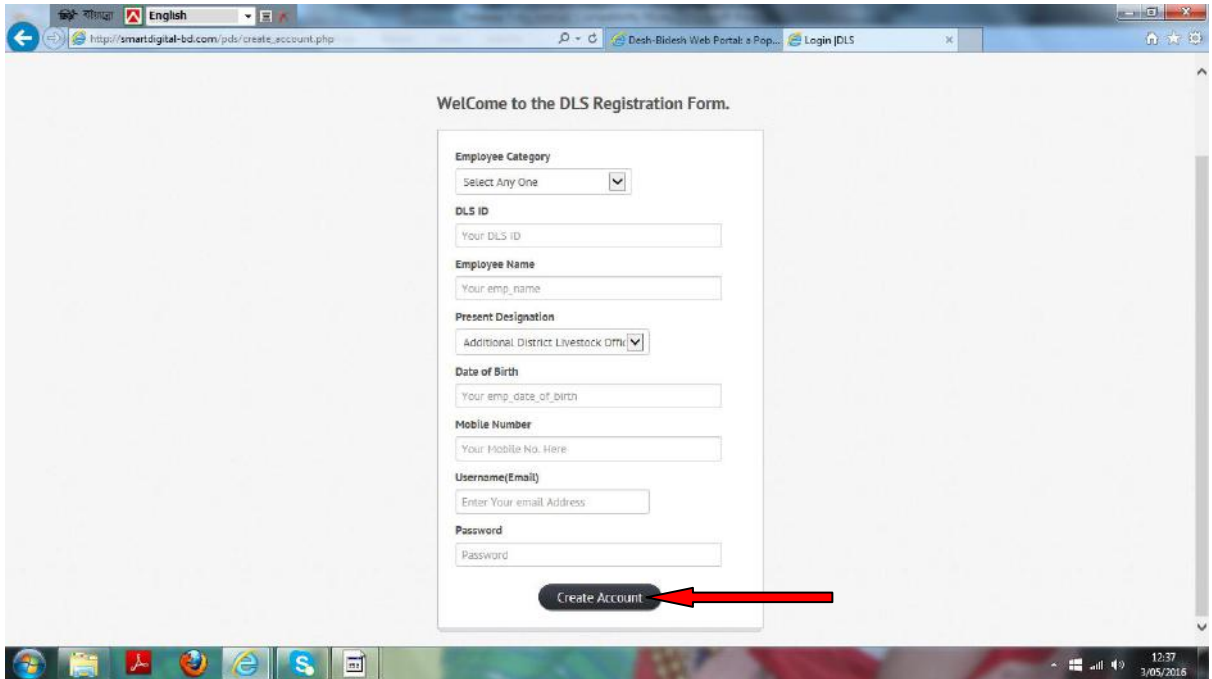 English
http://smartdigital-bd.com/pds/create_account.php
Desh-Bidesh Web Portal: a Pop...
Login |DLS
WelCome to the DLS Registration Form.
Employee Category
Select Any One
DLS ID
Your DLS ID
Employee Name
Your emp_name
Present Designation
Additional District Livestock Offic
Date of Birth
Your emp_date_of_birth
Mobile Number
Your Mobile No. Here
Username(Email)
Enter Your email Address
Password
Password
Create Account
12:37
3/05/2016